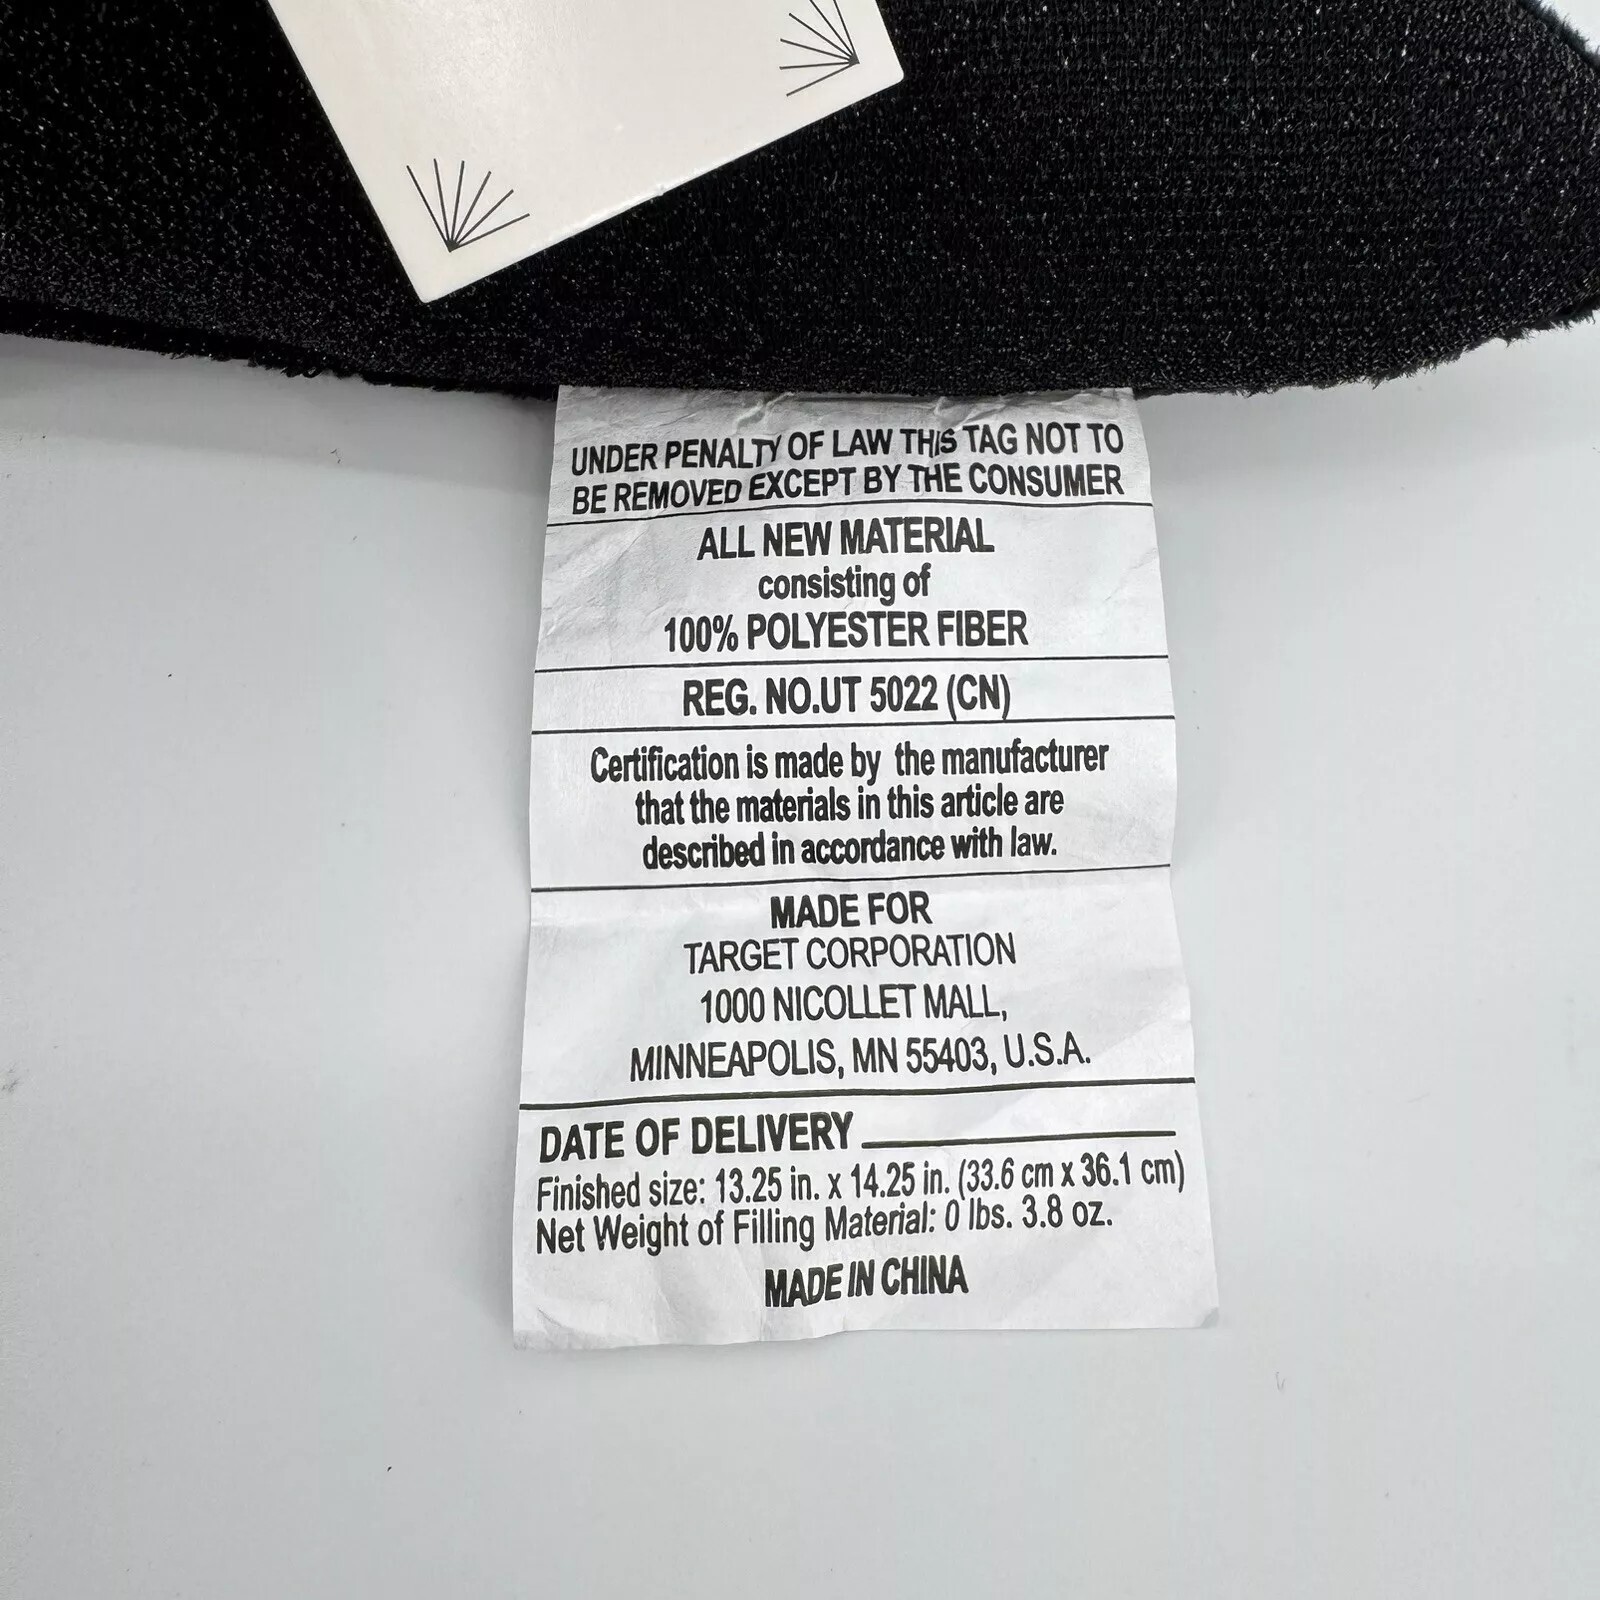 UNDER PENALTY OF LAW THIS TAG NOT TO
BE REMOVED EXCEPT BY THE CONSUMER
ALL NEW MATERIAL
consisting of
100% POLYESTER FIBER
REG. NO.UT 5022 (CN)
Certification is made by the manufacturer
that the materials in this article are
described in accordance with law.
MADE FOR
TARGET CORPORATION
1000 NICOLLET MALL,
MINNEAPOLIS, MN 55403, U.S.A.
DATE OF DELIVERY
Finished size: 13.25 in. x 14.25 in. (33.6 cm x 36.1 cm)
Net Weight of Filling Material: 0 lbs. 3.8 oz.
MADE IN CHINA